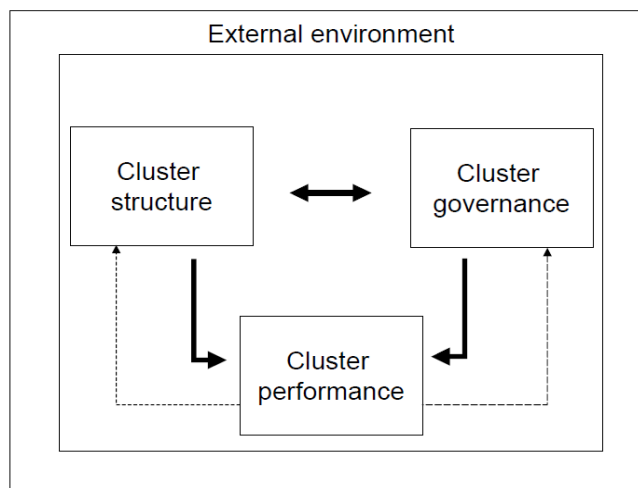 External environment
Cluster
structure
Cluster
governance
Cluster
performance